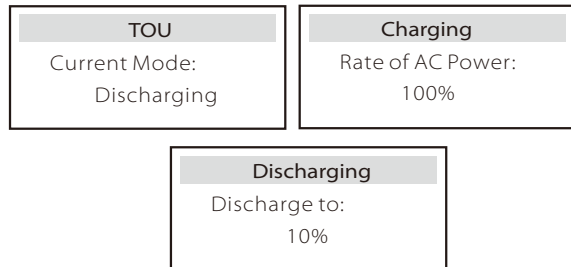 TOU
Current Mode:
Discharging
Charging
Rate of AC Power:
100%
Discharging
Discharge to:
10%